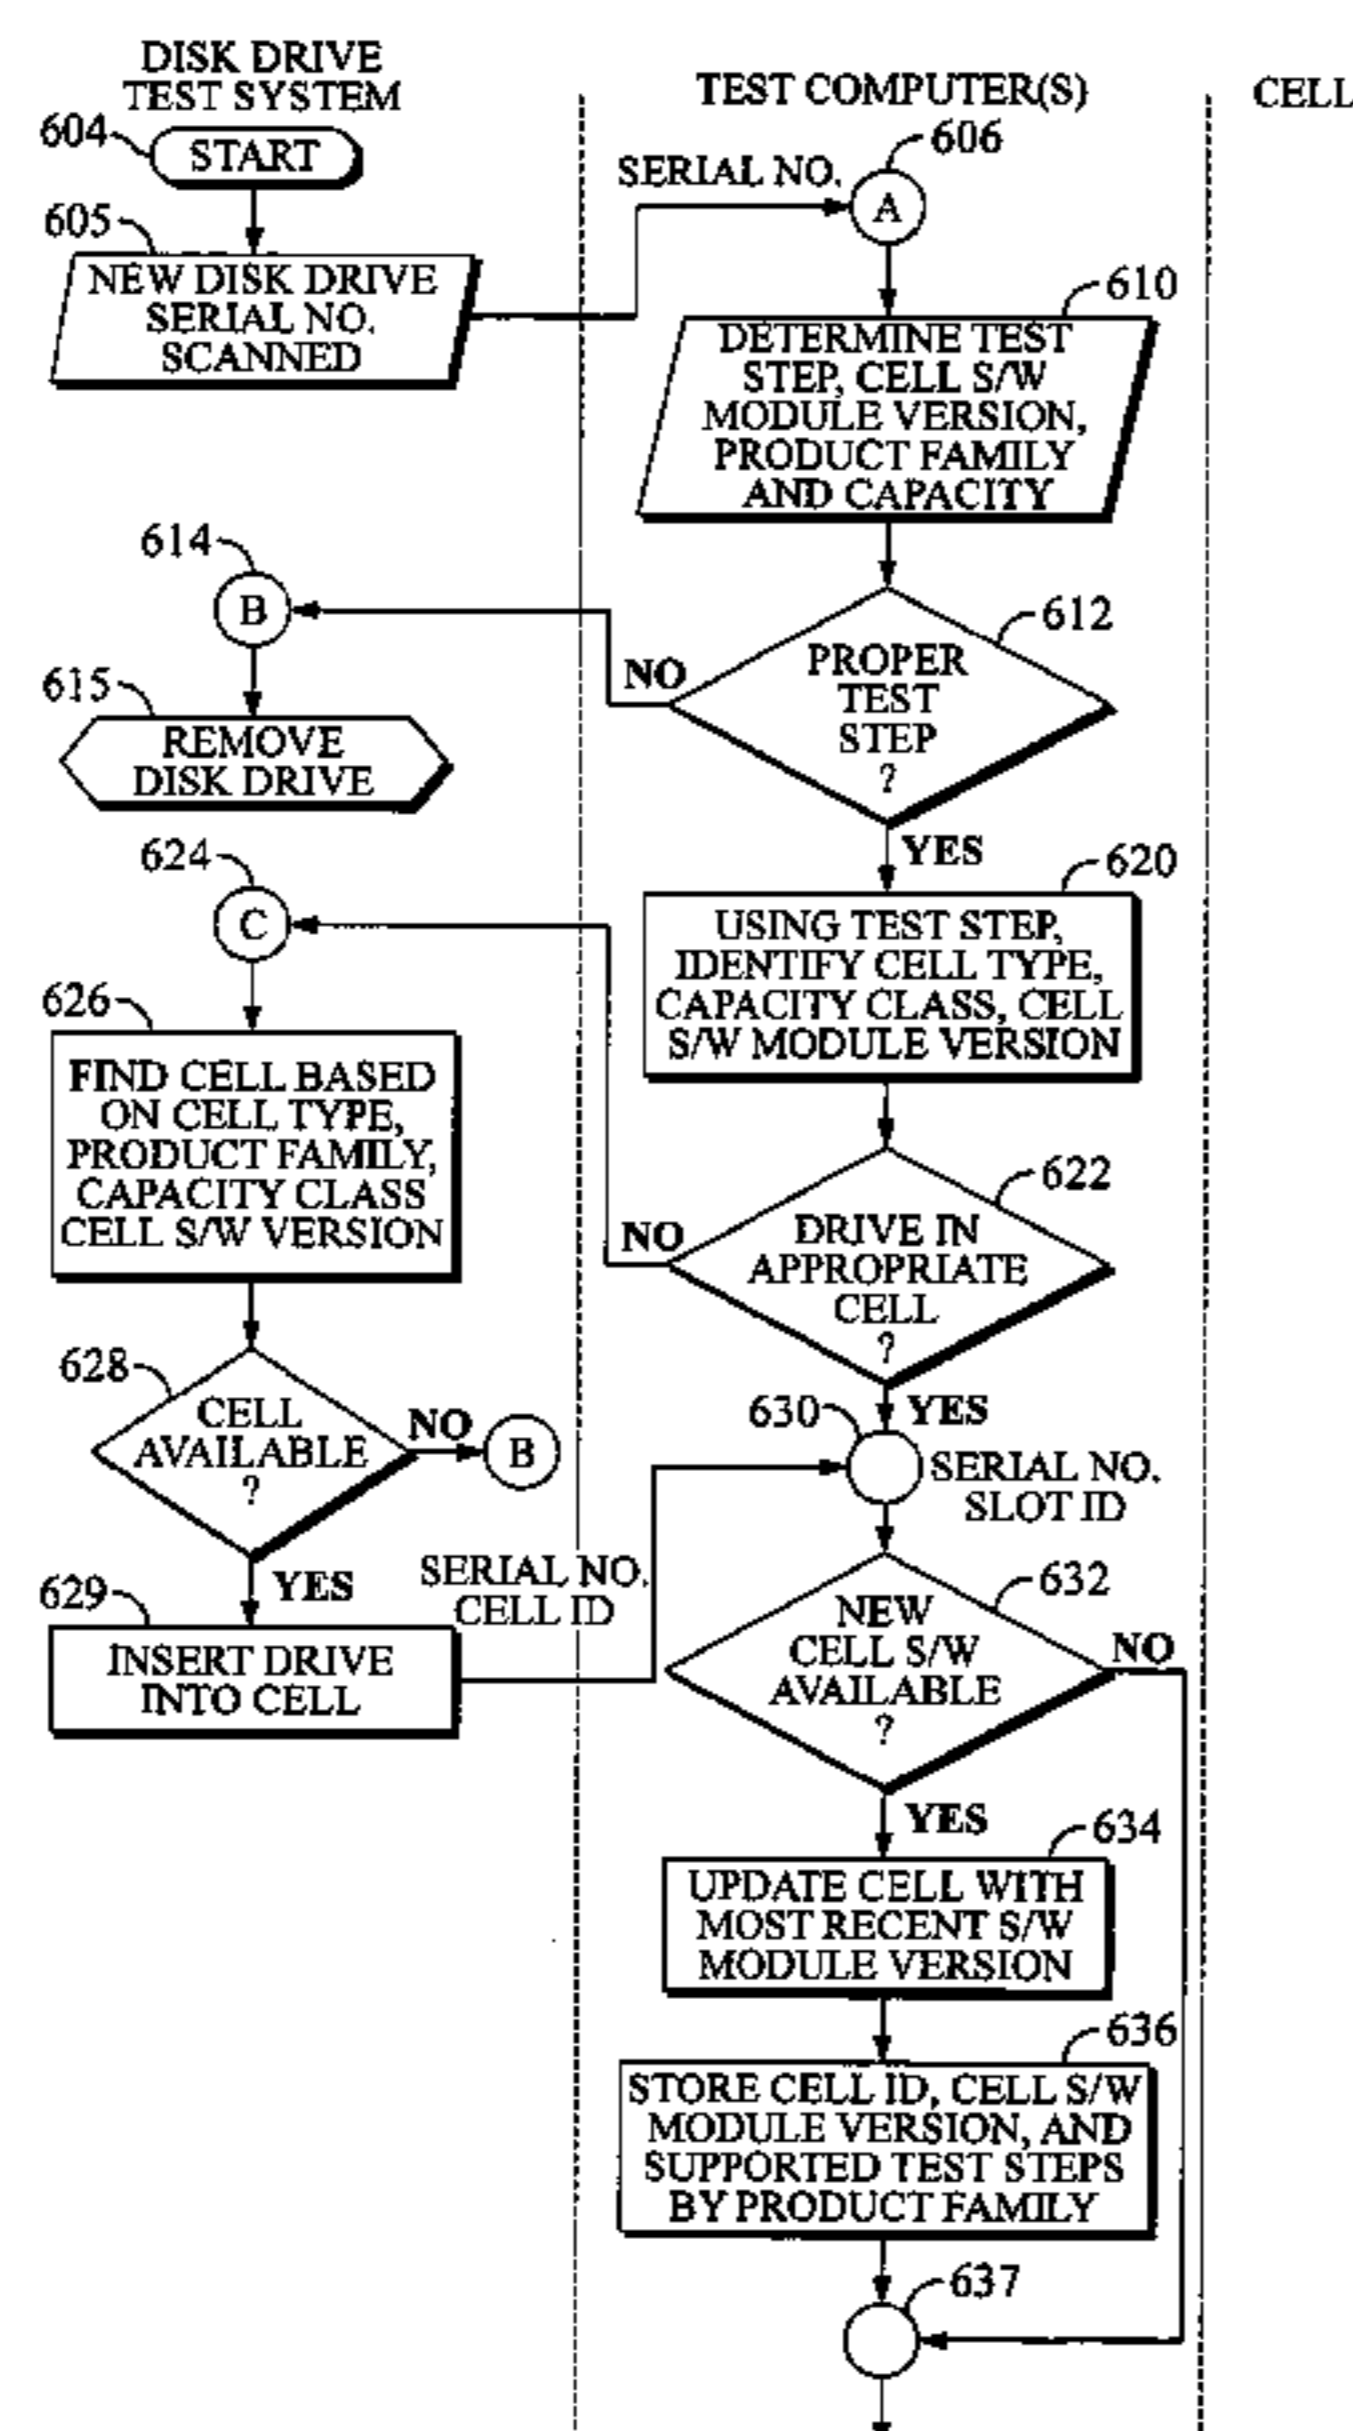 DISK DRIVE
TEST SYSTEM
TEST COMPUTER(S)
CELL
604
START
606
SERIAL NO.
A
605
NEW DISK DRIVE
SERIAL NO.
SCANNED
610
DETERMINE TEST
STEP, CELL S/W
MODULE VERSION,
PRODUCT FAMILY
AND CAPACITY
614
B
612
PROPER
TEST
STEP
?
NO
YES
615
REMOVE
DISK DRIVE
624
C
620
USING TEST STEP,
IDENTIFY CELL TYPE,
CAPACITY CLASS, CELL
S/W MODULE VERSION
626
FIND CELL BASED
ON CELL TYPE,
PRODUCT FAMILY,
CAPACITY CLASS
CELL S/W VERSION
622
DRIVE IN
APPROPRIATE
CELL
?
NO
YES
628
CELL
AVAILABLE
?
NO
B
YES
630
SERIAL NO.
SLOT ID
629
INSERT DRIVE
INTO CELL
SERIAL NO.
CELL ID
632
NEW
CELL S/W
AVAILABLE
?
NO
YES
634
UPDATE CELL WITH
MOST RECENT S/W
MODULE VERSION
636
STORE CELL ID, CELL S/W
MODULE VERSION, AND
SUPPORTED TEST STEPS
BY PRODUCT FAMILY
637